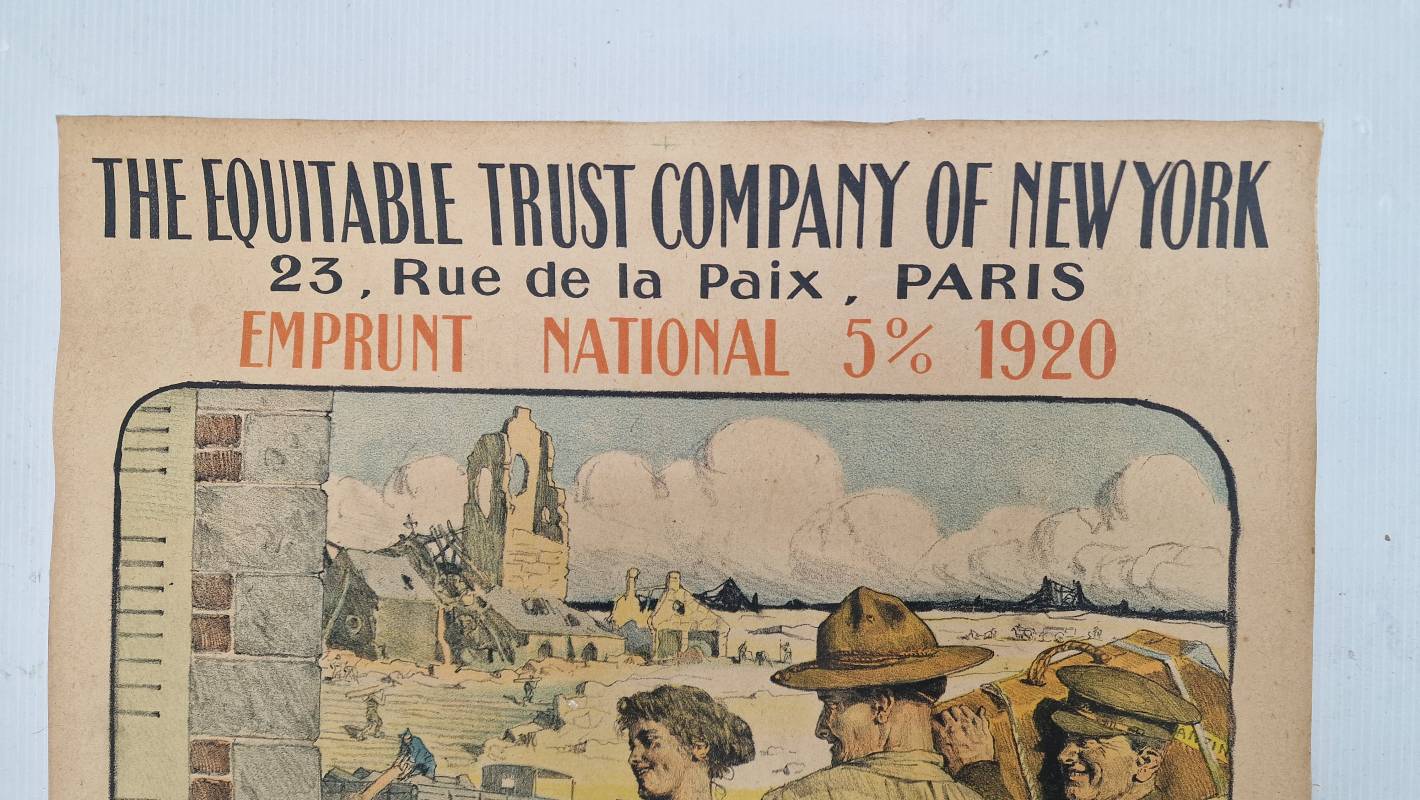 THE EQUITABLE TRUST COMPANY OF NEW YORK
23, Rue de la Paix, PARIS
EMPRUNT NATIONAL 5% 1920